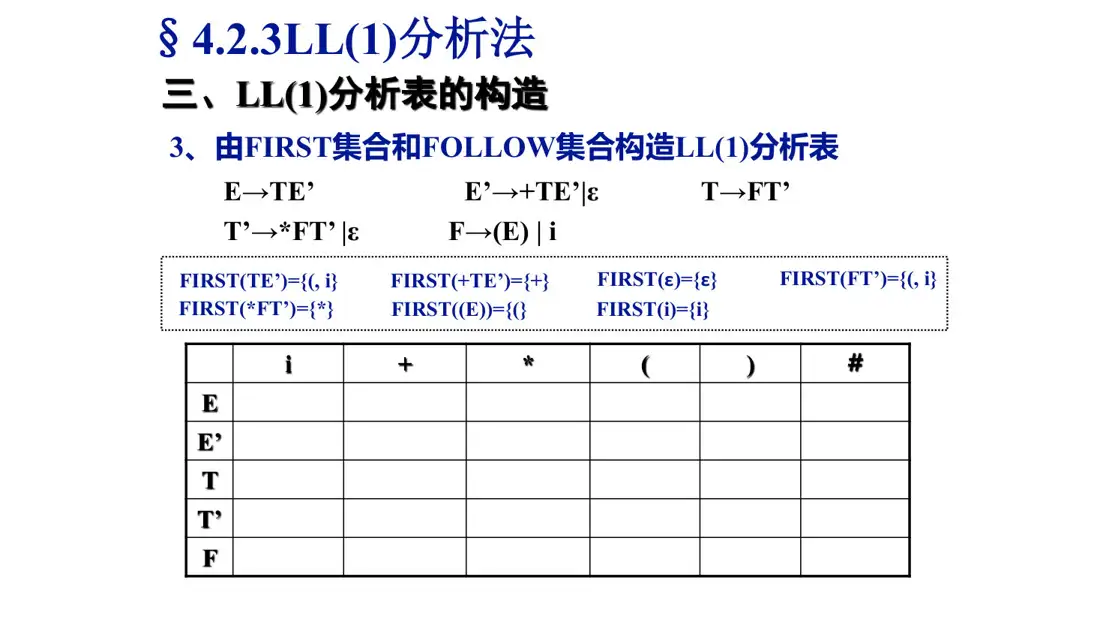 §4.2.3LL(1)分析法
三、LL(1)分析表的构造
3、由FIRST集合和FOLLOW集合构造LL(1)分析表
E→TE’ E’→+TE’|ε T→FT’
T’→*FT’ |ε F→(E) | i
FIRST(TE’)={(, i} FIRST(+TE’)={+} FIRST(ε)={ε} FIRST(FT’)={(, i}
FIRST(*FT’)={*} FIRST((E))={(} FIRST(i)={i}
i + * ( ) #
E
E’
T
T’
F